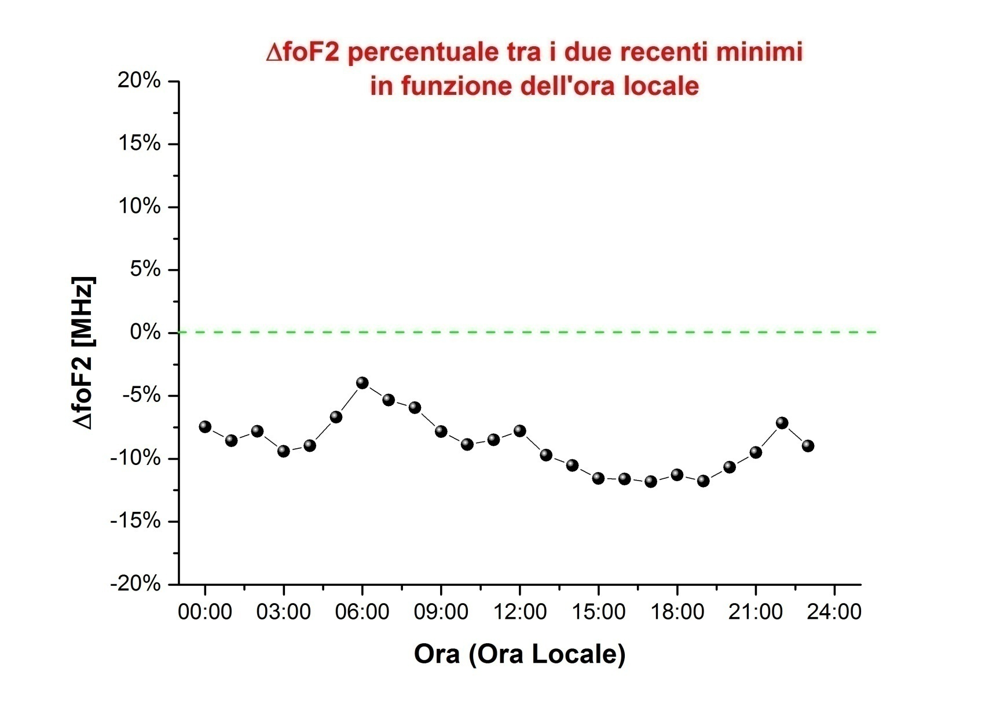 ΔfoF2 percentuale tra i due recenti minimi
in funzione dell'ora locale
20%
15%
10%
5%
0%
-5%
-10%
-15%
-20%
ΔfoF2 [MHz]
00:00 03:00 06:00 09:00 12:00 15:00 18:00 21:00 24:00
Ora (Ora Locale)